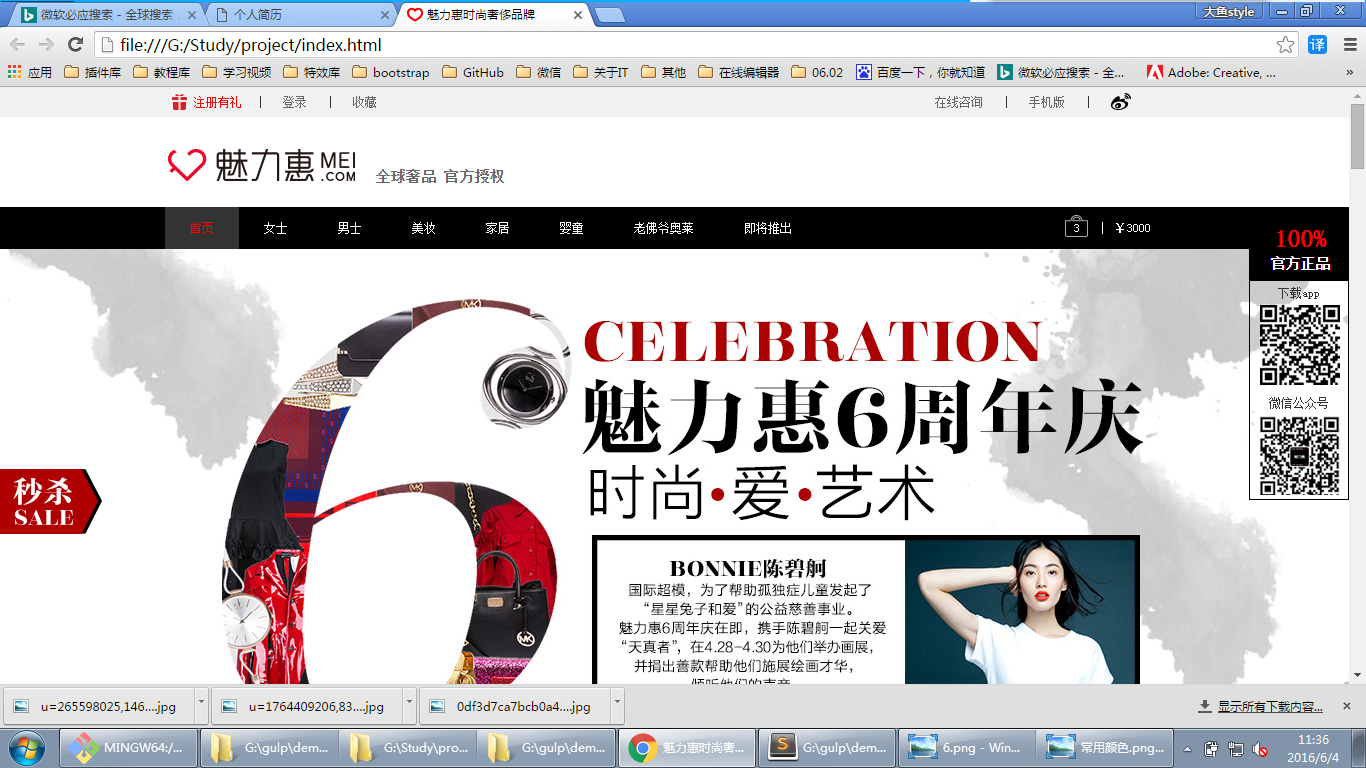 微软必应搜索 - 全球搜索
个人简历
魅力惠时尚奢侈品牌
大鱼style
file:///G:/Study/project/index.html
译
应用
插件库
教程库
学习视频
特效库
bootstrap
GitHub
微信
关于IT
其他
在线编辑器
06.02
百度一下，你就知道
微软必应搜索 - 全...
Adobe: Creative, ...
»
注册有礼 | 登录 | 收藏
在线咨询 | 手机版 |
魅力惠 MEI.COM
全球奢品 官方授权
首页 女士 男士 美妆 家居 婴童 老佛爷奥莱 即将推出
3 | ¥3000
100%
官方正品
下载app
微信公众号
MK
CELEBRATION
魅力惠6周年庆
时尚•爱•艺术
秒杀
SALE
MK
MK
BONNIE陈碧舸
国际超模，为了帮助孤独症儿童发起了
“星星兔子和爱”的公益慈善事业。
魅力惠6周年庆在即，携手陈碧舸一起关爱
“天真者”，在4.28-4.30为他们举办画展，
并捐出善款帮助他们施展绘画才华，
倾听他们的声音
u=265598025,146....jpg
u=1764409206,83....jpg
0df3d7ca7bcb0a4....jpg
显示所有下载内容...
MINGW64:/...
G:\gulp\dem...
G:\Study\pro...
G:\gulp\dem...
魅力惠时尚奢...
G:\gulp\dem...
6.png - Win...
常用颜色.png...
11:36
2016/6/4